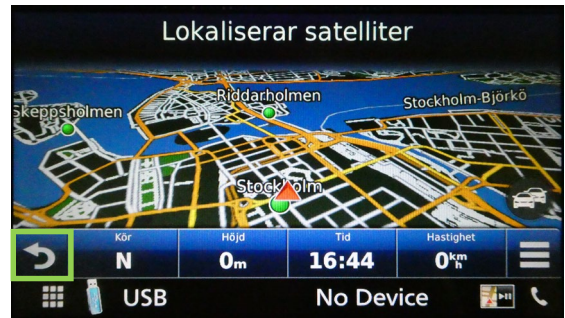 Lokaliserar satelliter
Riddarholmen
Skeppsholmen
Stockholm-Björkö
Stockholm
Kör
N
Höjd
0m
Tid
16:44
Hastighet
0km/h
USB
No Device